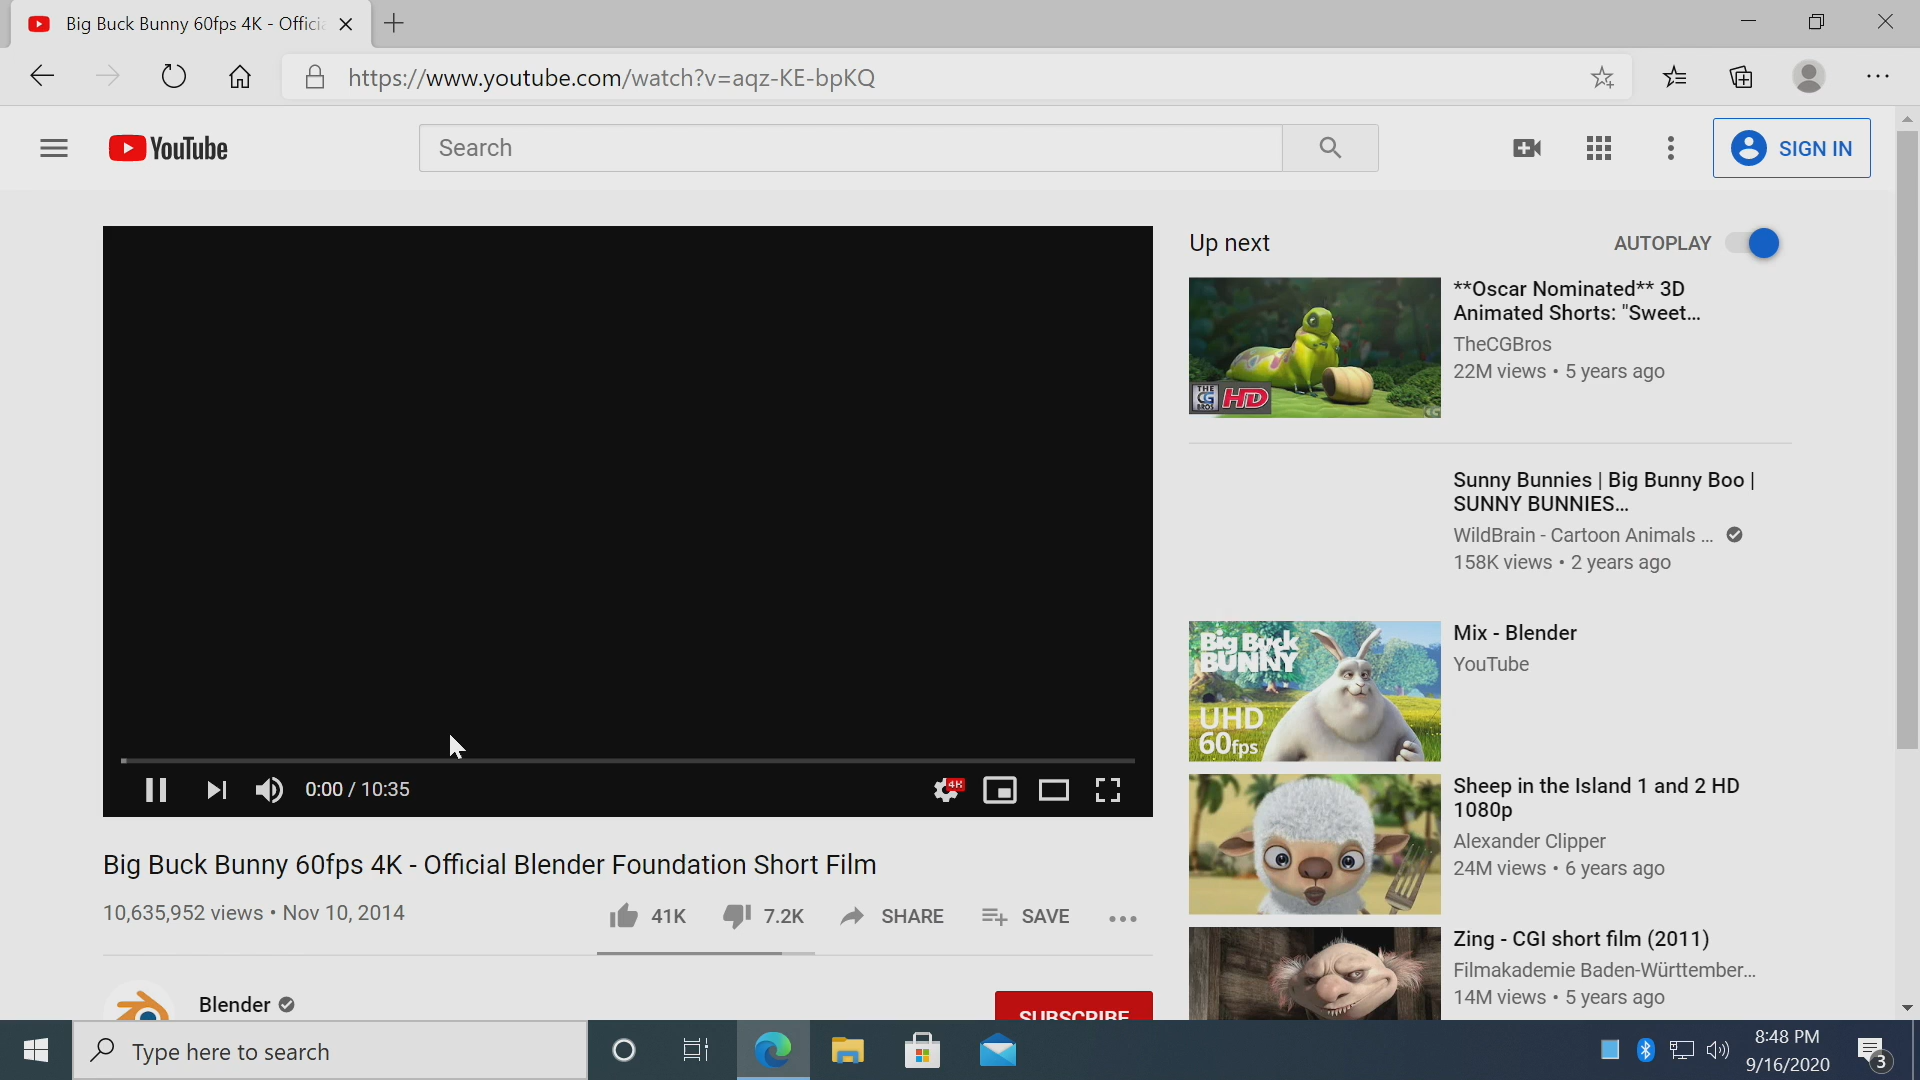 Big Buck Bunny 60fps 4K - Offici
https://www.youtube.com/watch?v=aqz-KE-bpKQ
YouTube
Search
SIGN IN
Up next
AUTOPLAY
**Oscar Nominated** 3D
Animated Shorts: "Sweet...
TheCGBros
22M views • 5 years ago
THE
CG
BROS
HD
CG
Sunny Bunnies | Big Bunny Boo |
SUNNY BUNNIES...
WildBrain - Cartoon Animals ...
158K views • 2 years ago
Big Buck
BUNNY
UHD
60fps
Mix - Blender
YouTube
0:00 / 10:35
4K
Sheep in the Island 1 and 2 HD
1080p
Alexander Clipper
24M views • 6 years ago
Big Buck Bunny 60fps 4K - Official Blender Foundation Short Film
10,635,952 views • Nov 10, 2014
41K
7.2K
SHARE
SAVE
Zing - CGI short film (2011)
Filmakademie Baden-Württember...
14M views • 5 years ago
Blender
SUBSCRIBE
Type here to search
8:48 PM
9/16/2020
3